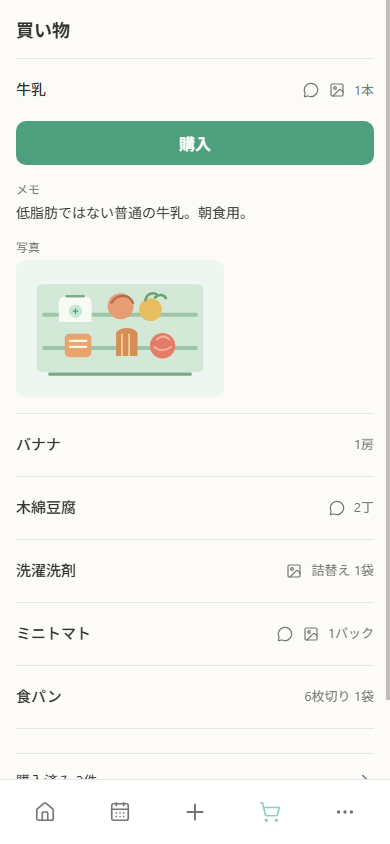 買い物
牛乳 1本
購入
メモ
低脂肪ではない普通の牛乳。朝食用。
写真
バナナ 1房
木綿豆腐 2丁
洗濯洗剤 詰替え 1袋
ミニトマト 1パック
食パン 6枚切り 1袋